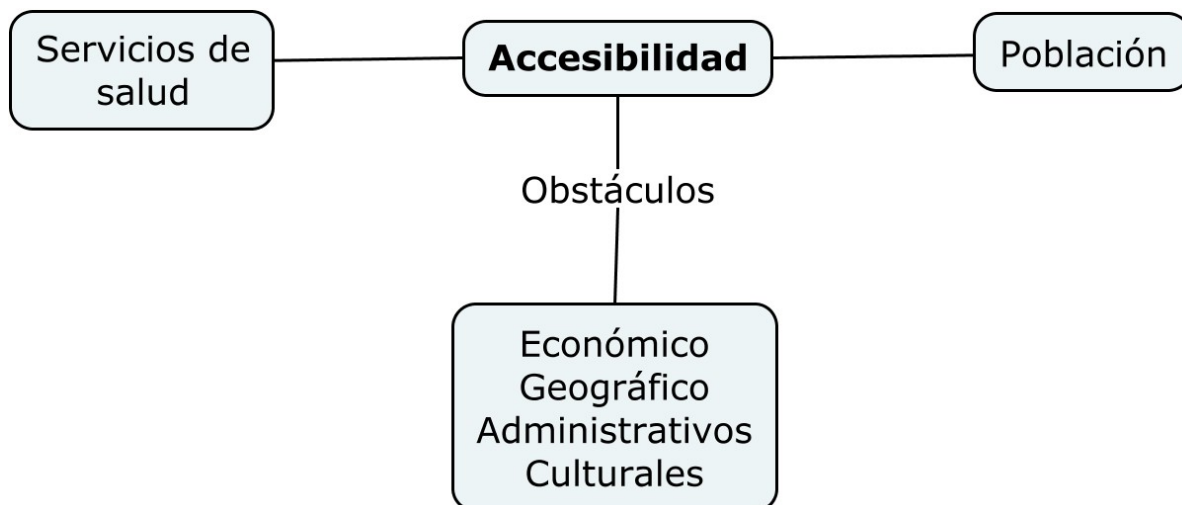 Servicios de
salud
Accesibilidad
Población
Obstáculos
Económico
Geográfico
Administrativos
Culturales